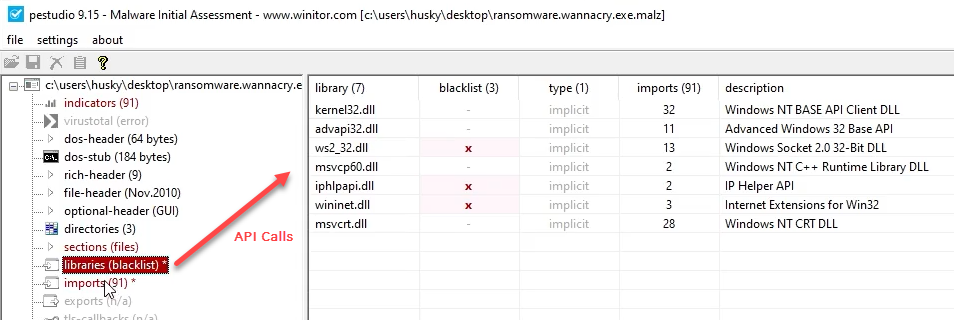 pestudio 9.15 - Malware Initial Assessment - www.winitor.com [c:\users\husky\desktop\ransomware.wannacry.exe.malz]
file settings about
c:\users\husky\desktop\ransomware.wannacry.e
indicators (91)
virustotal (error)
dos-header (64 bytes)
dos-stub (184 bytes)
rich-header (9)
file-header (Nov.2010)
optional-header (GUI)
directories (3)
sections (files)
libraries (blacklist) *
imports (91) *
exports (n/a)
tls-callbacks (n/a)
API Calls
library (7) blacklist (3) type (1) imports (91) description
kernel32.dll - implicit 32 Windows NT BASE API Client DLL
advapi32.dll - implicit 11 Advanced Windows 32 Base API
ws2_32.dll x implicit 13 Windows Socket 2.0 32-Bit DLL
msvcp60.dll - implicit 2 Windows NT C++ Runtime Library DLL
iphlpapi.dll x implicit 2 IP Helper API
wininet.dll x implicit 3 Internet Extensions for Win32
msvcrt.dll - implicit 28 Windows NT CRT DLL